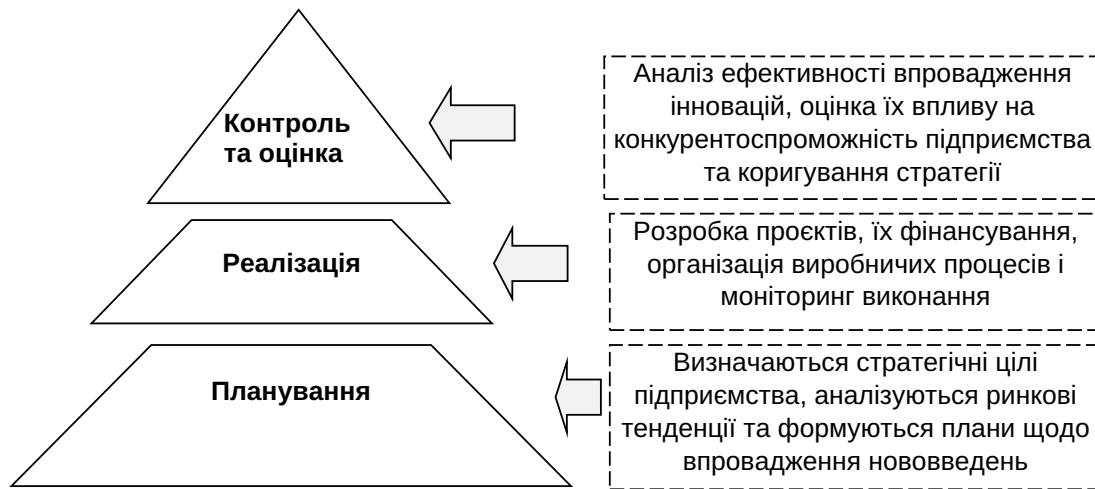 Контроль
та оцінка
Аналіз ефективності впровадження
інновацій, оцінка їх впливу на
конкурентоспроможність підприємства
та коригування стратегії
Реалізація
Розробка проєктів, їх фінансування,
організація виробничих процесів і
моніторинг виконання
Планування
Визначаються стратегічні цілі
підприємства, аналізуються ринкові
тенденції та формуються плани щодо
впровадження нововведень